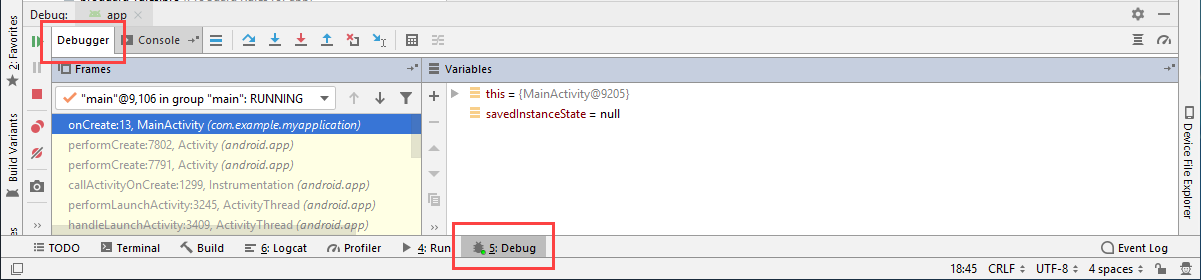 Debug:
app
Debugger
Console
2: Favorites
Build Variants
Frames
Variables
"main"@9,106 in group "main": RUNNING
this = {MainActivity@9205}
savedInstanceState = null
onCreate:13, MainActivity (com.example.myapplication)
performCreate:7802, Activity (android.app)
performCreate:7791, Activity (android.app)
callActivityOnCreate:1299, Instrumentation (android.app)
performLaunchActivity:3245, ActivityThread (android.app)
handleLaunchActivity:3409, ActivityThread (android.app)
Device File Explorer
TODO
Terminal
Build
6: Logcat
Profiler
4: Run
5: Debug
Event Log
18:45
CRLF
UTF-8
4 spaces